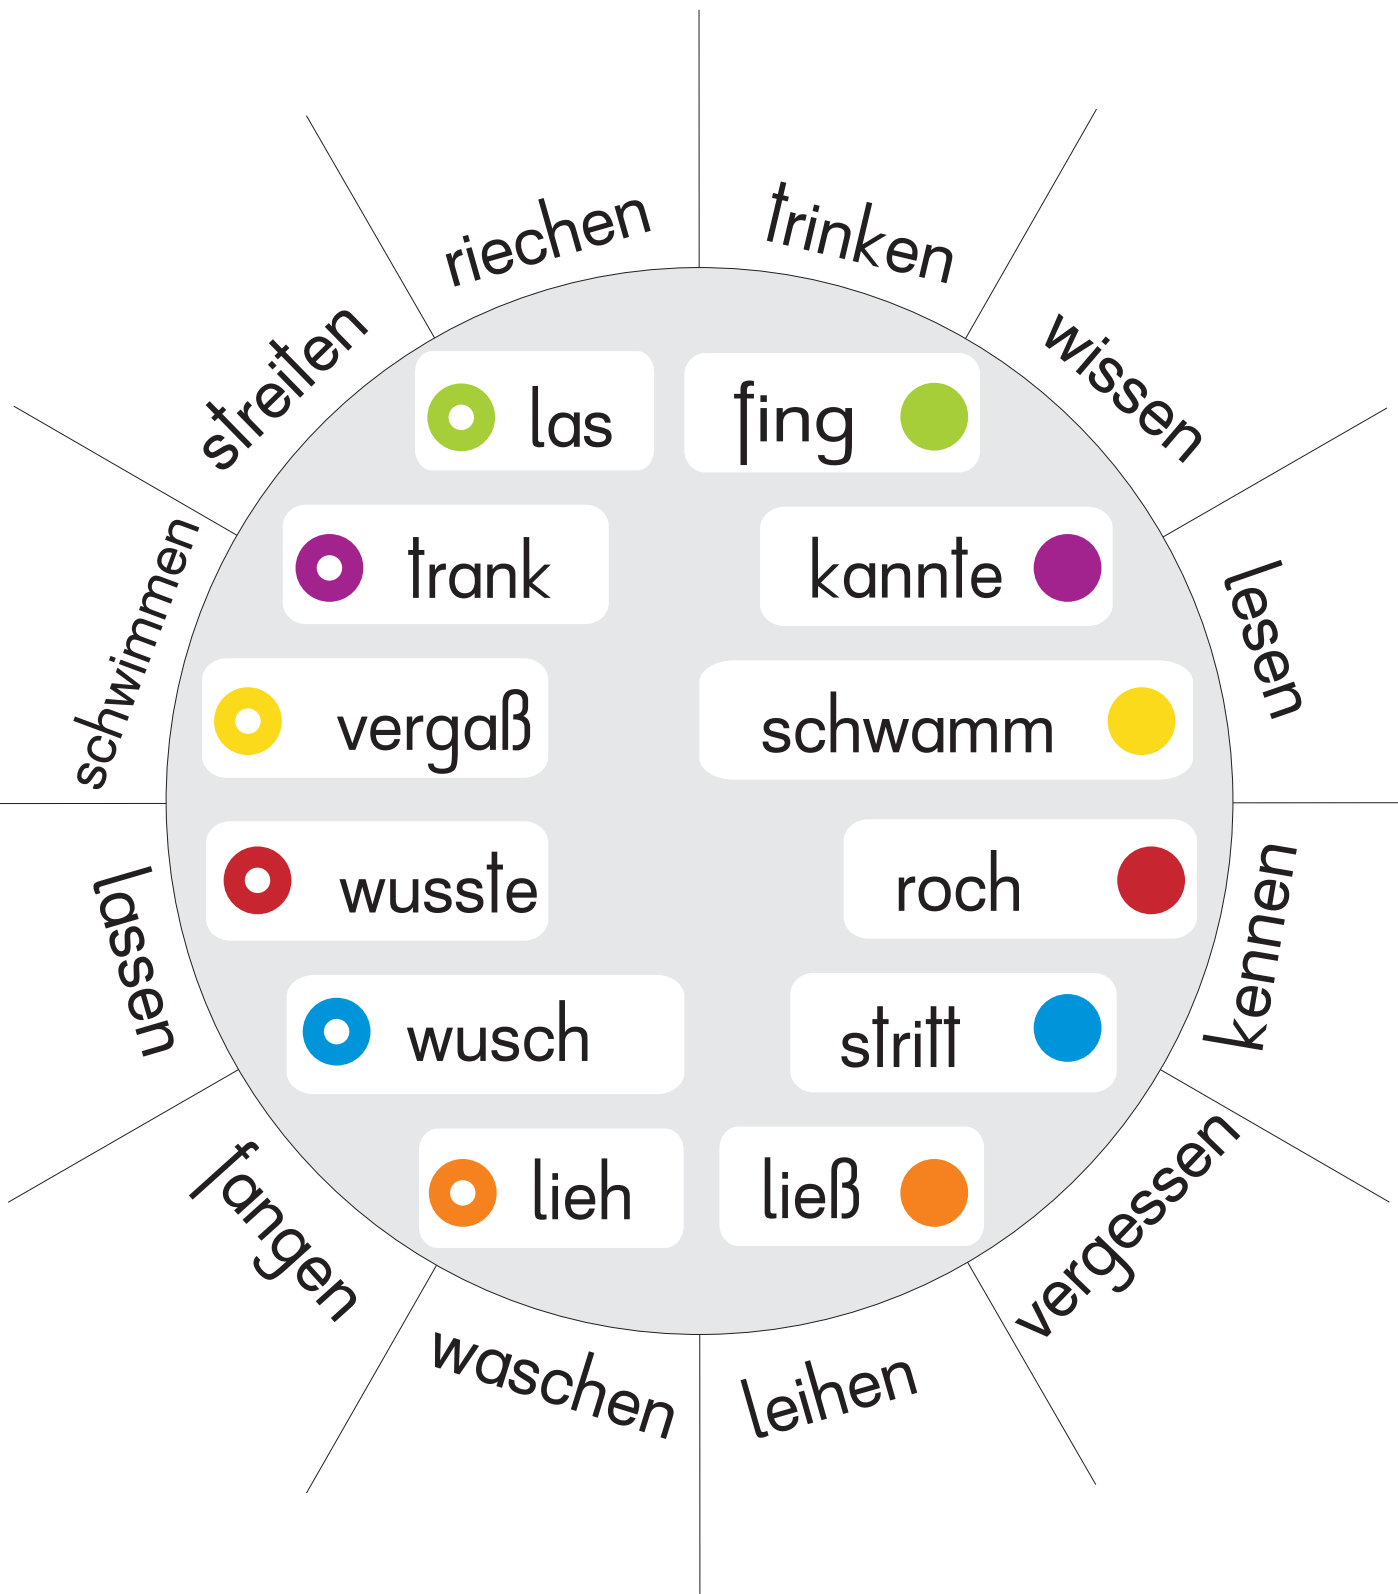 riechen
trinken
streiten
wissen
las
fing
schwimmen
trank
kannte
lesen
vergaß
schwamm
lassen
wusste
roch
kennen
wusch
stritt
fangen
lieh
ließ
vergessen
waschen
leihen